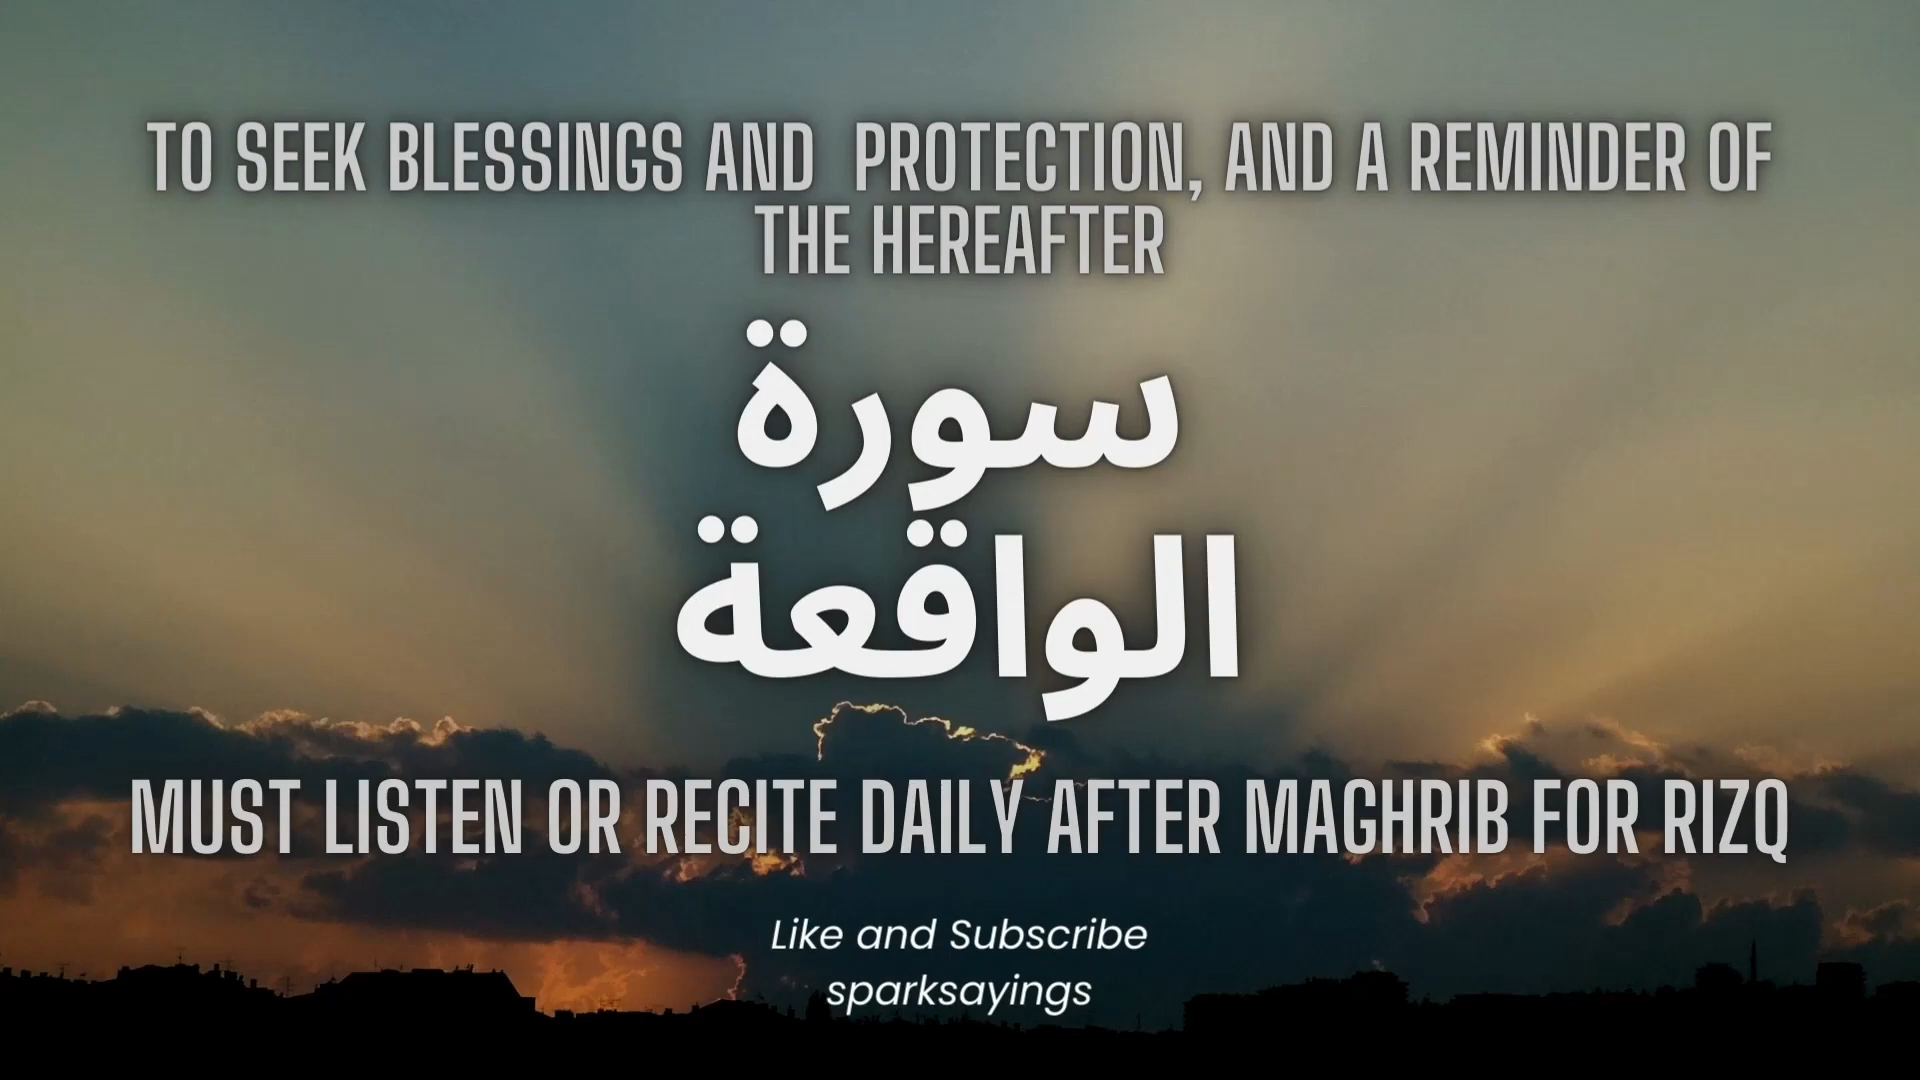 TO SEEK BLESSINGS AND PROTECTION, AND A REMINDER OF
THE HEREAFTER
سورة
الواقعة
MUST LISTEN OR RECITE DAILY AFTER MAGHRIB FOR RIZQ
Like and Subscribe
sparksayings